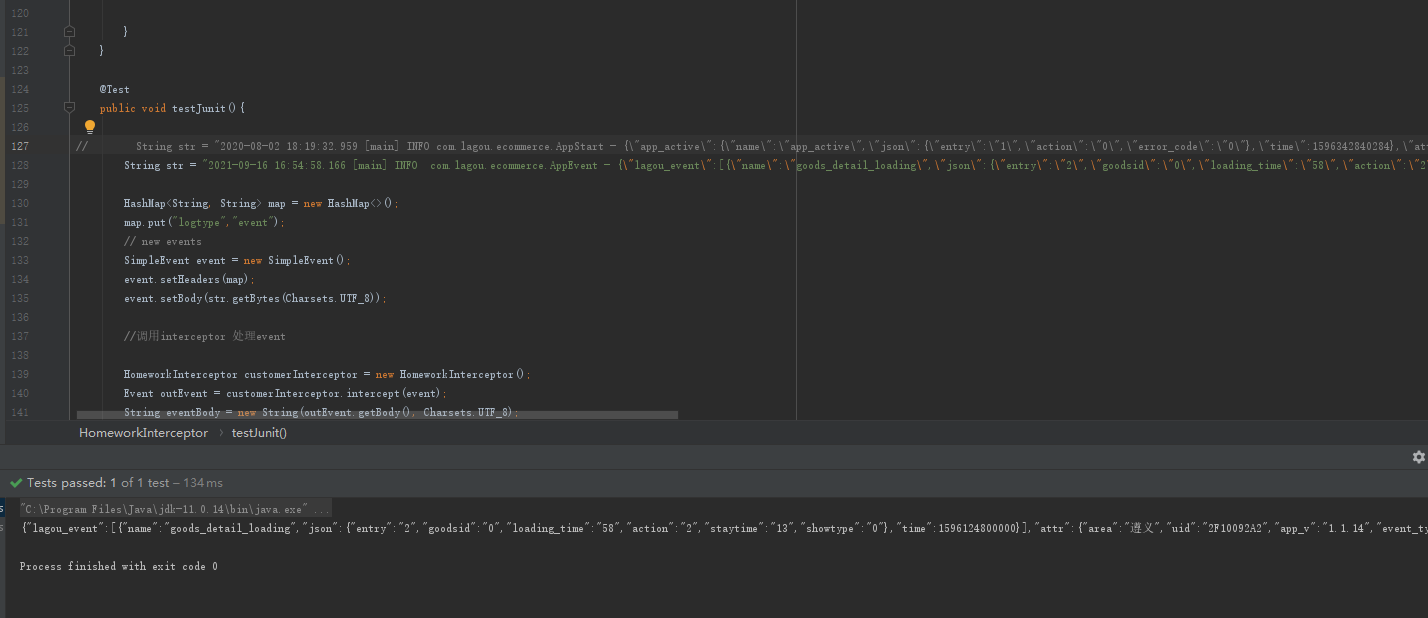 120
121 }
122 }
123
124 @Test
125 public void testJunit(){
126
127 // String str = "2020-08-02 18:19:32.959 [main] INFO com.lagou.ecommerce.AppStart - {\"app_active\":{\"name\":\"app_active\",\"json\":{\"entry\":\"1\",\"action\":\"0\",\"error_code\":\"0\"},\"time\":1596342840284},\"att
128 String str = "2021-09-16 16:54:58.166 [main] INFO  com.lagou.ecommerce.AppEvent - {\"lagou_event\":[{\"name\":\"goods_detail_loading\",\"json\":{\"entry\":\"2\",\"goodsid\":\"0\",\"loading_time\":\"58\",\"action\":\"2
129
130 HashMap<String, String> map = new HashMap<>();
131 map.put("logtype","event");
132 // new events
133 SimpleEvent event = new SimpleEvent();
134 event.setHeaders(map);
135 event.setBody(str.getBytes(Charsets.UTF_8));
136
137 //调用interceptor 处理event
138
139 HomeworkInterceptor customerInterceptor = new HomeworkInterceptor();
140 Event outEvent = customerInterceptor.intercept(event);
141 String eventBody = new String(outEvent.getBody(), Charsets.UTF_8);
HomeworkInterceptor › testJunit()
Tests passed: 1 of 1 test – 134 ms
"C:\Program Files\Java\jdk-11.0.14\bin\java.exe" ...
{"lagou_event":[{"name":"goods_detail_loading","json":{"entry":"2","goodsid":"0","loading_time":"58","action":"2","staytime":"13","showtype":"0"},"time":1596124800000}],"attr":{"area":"遵义","uid":"2F10092A2","app_v":"1.1.14","event_ty
Process finished with exit code 0